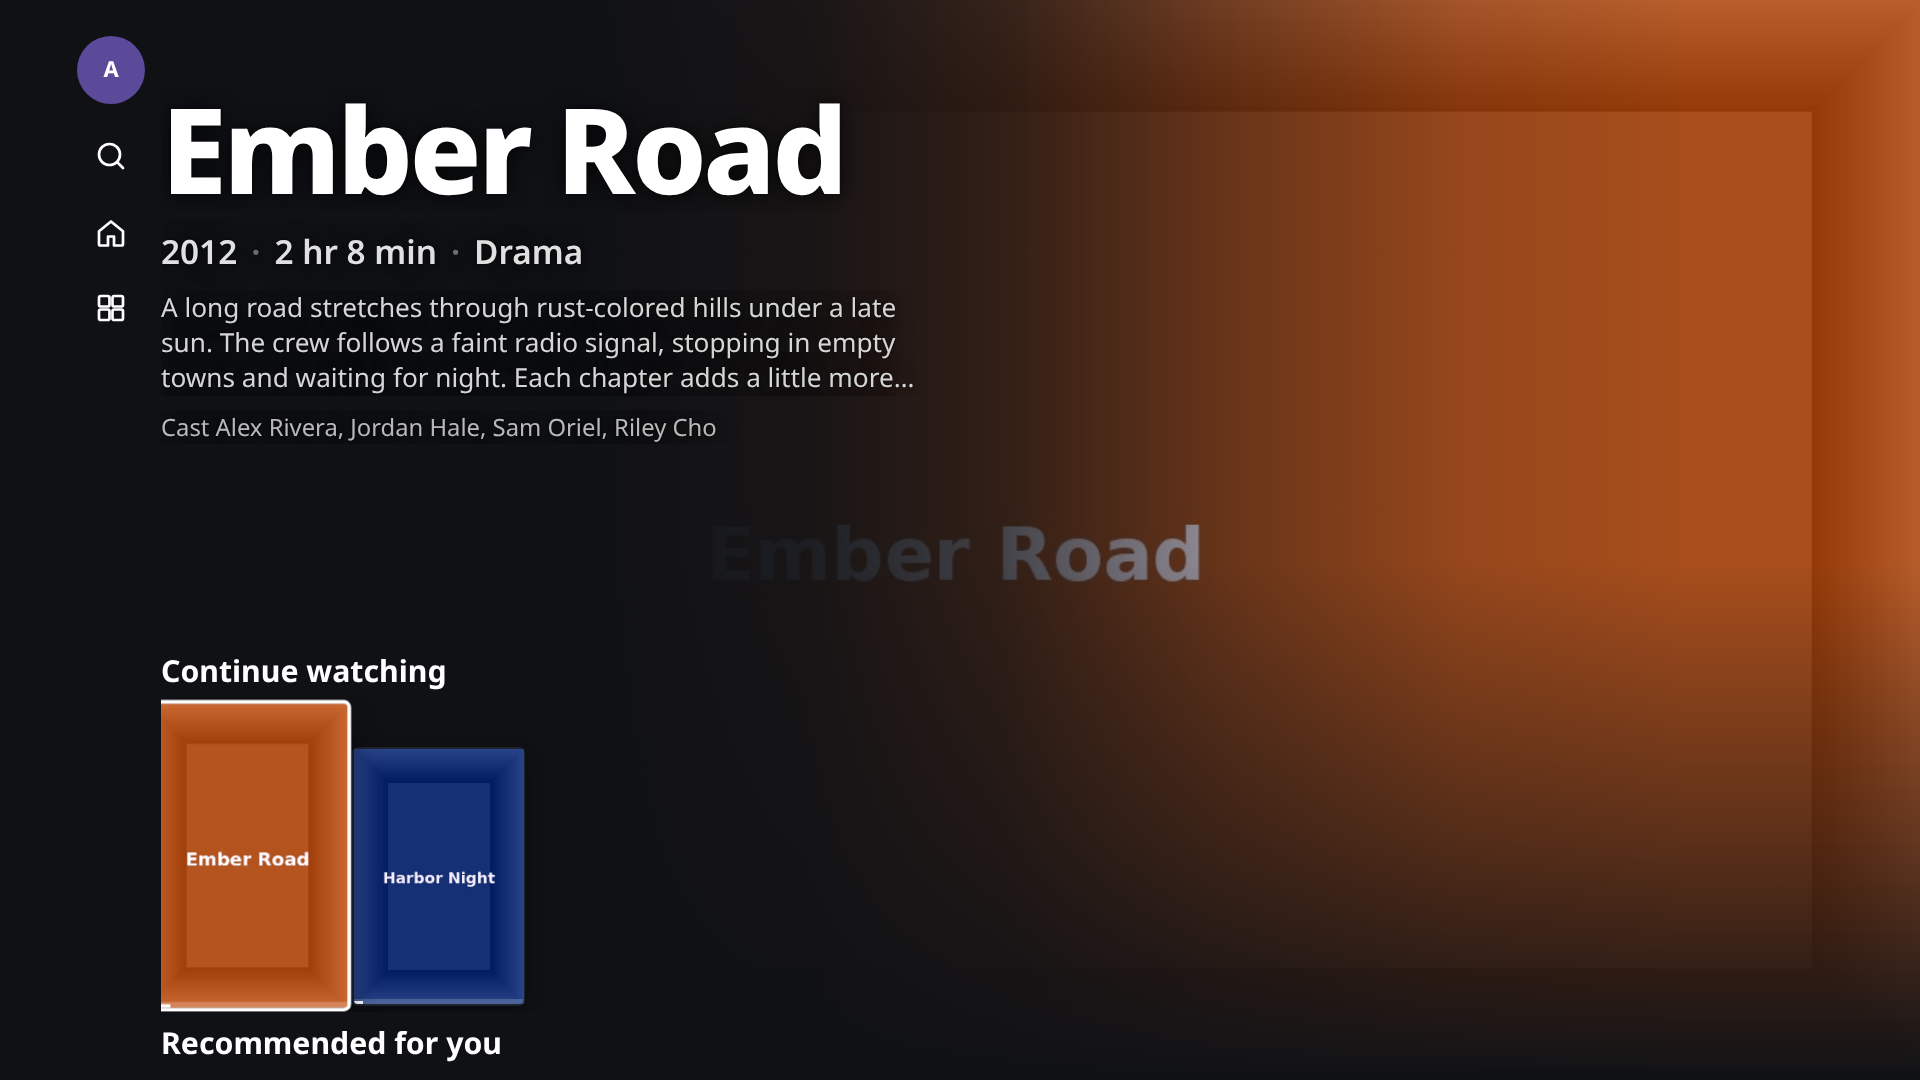 A
Ember Road
2012 · 2 hr 8 min · Drama
A long road stretches through rust-colored hills under a late
sun. The crew follows a faint radio signal, stopping in empty
towns and waiting for night. Each chapter adds a little more...
Cast Alex Rivera, Jordan Hale, Sam Oriel, Riley Cho
Ember Road
Continue watching
Ember Road
Harbor Night
Recommended for you